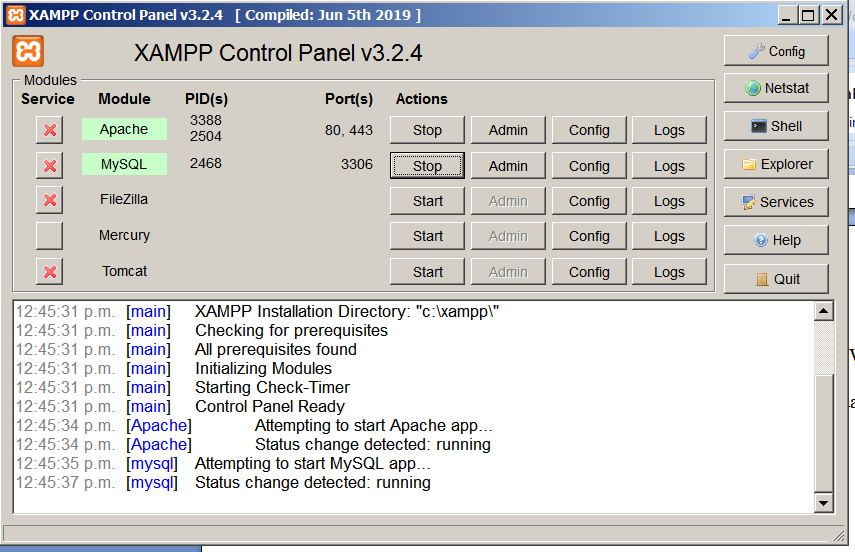 XAMPP Control Panel v3.2.4 [ Compiled: Jun 5th 2019 ]
XAMPP Control Panel v3.2.4
Config
Modules
Service Module PID(s) Port(s) Actions
Netstat
Apache 3388 2504 80, 443 Stop Admin Config Logs
Shell
MySQL 2468 3306 Stop Admin Config Logs
Explorer
FileZilla Start Admin Config Logs
Services
Mercury Start Admin Config Logs
Help
Tomcat Start Admin Config Logs
Quit
12:45:31 p.m. [main] XAMPP Installation Directory: "c:\xampp\"
12:45:31 p.m. [main] Checking for prerequisites
12:45:31 p.m. [main] All prerequisites found
12:45:31 p.m. [main] Initializing Modules
12:45:31 p.m. [main] Starting Check-Timer
12:45:31 p.m. [main] Control Panel Ready
12:45:34 p.m. [Apache] Attempting to start Apache app...
12:45:34 p.m. [Apache] Status change detected: running
12:45:35 p.m. [mysql] Attempting to start MySQL app...
12:45:37 p.m. [mysql] Status change detected: running